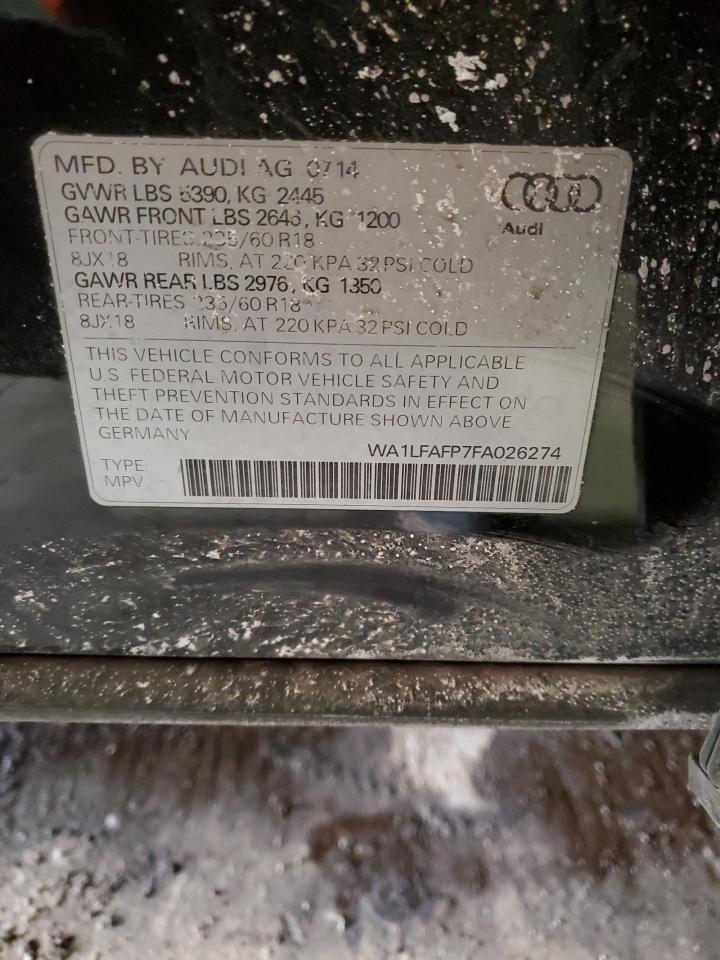 MFD. BY AUDI AG 07 14
GVWR LBS 5390, KG 2445
GAWR FRONT LBS 2646, KG 1200
FRONT-TIRES 235/60 R18
8JX18 RIMS, AT 220 KPA 32 PSI COLD
GAWR REAR LBS 2976, KG 1350
REAR-TIRES 235/60 R18
8JX18 RIMS, AT 220 KPA 32 PSI COLD
Audi
THIS VEHICLE CONFORMS TO ALL APPLICABLE
U.S. FEDERAL MOTOR VEHICLE SAFETY AND
THEFT PREVENTION STANDARDS IN EFFECT ON
THE DATE OF MANUFACTURE SHOWN ABOVE.
GERMANY
WA1LFAFP7FA026274
TYPE:
MPV